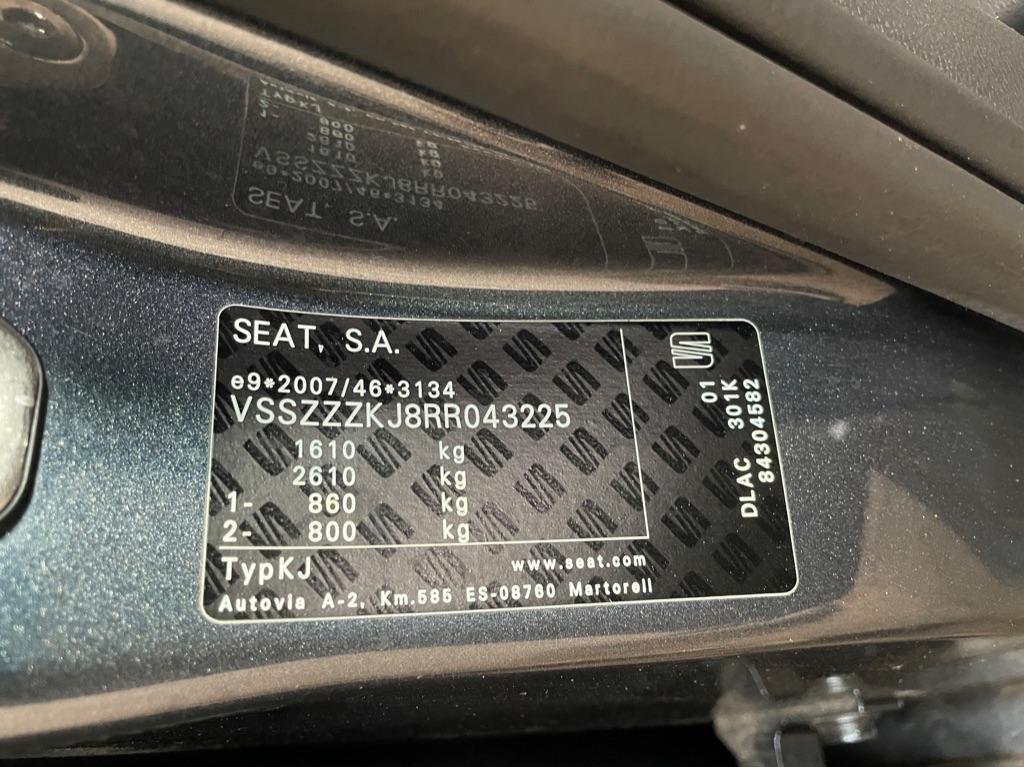 SEAT, S.A.
e9*2007/46*3134
VSSZZZKJ8RR043225
1610 kg
2610 kg
1- 860 kg
2- 800 kg
TypKJ
www.seat.com
Autovia A-2, Km.585 ES-08760 Martorell
01
DLAC 301K
84304582